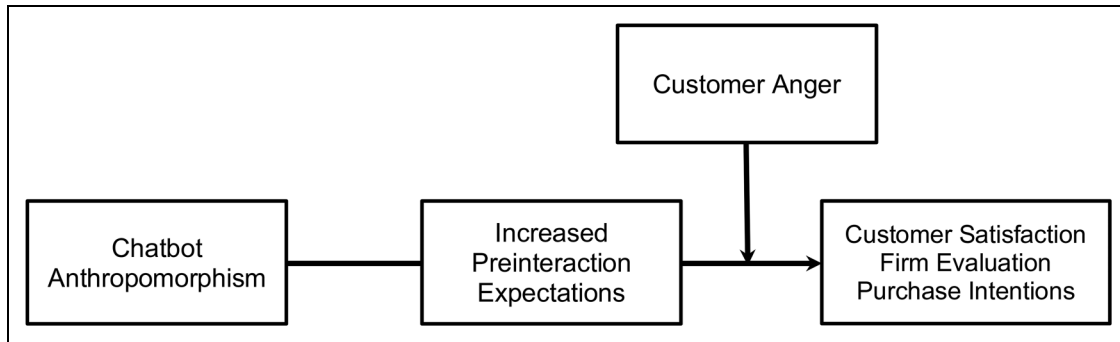 Customer Anger
Chatbot
Anthropomorphism
Increased
Preinteraction
Expectations
Customer Satisfaction
Firm Evaluation
Purchase Intentions